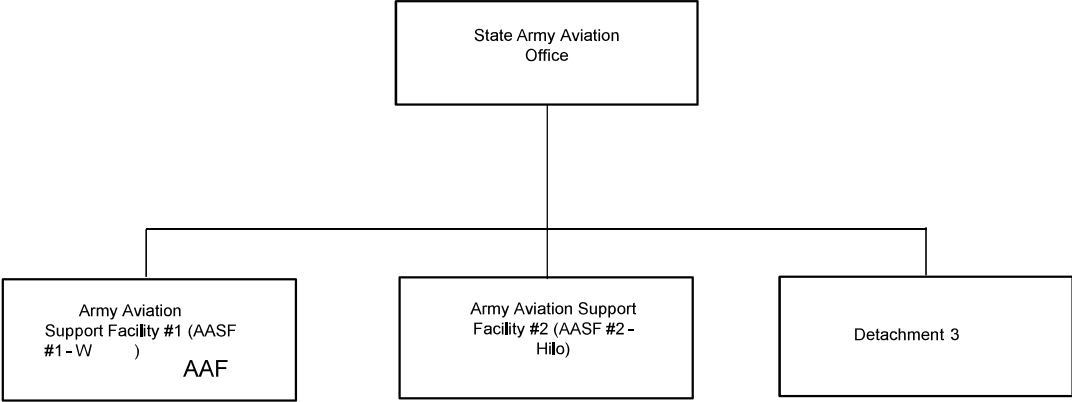 State Army Aviation
Office
Army Aviation
Support Facility #1 (AASF
#1 - W )
AAF
Army Aviation Support
Facility #2 (AASF #2 -
Hilo)
Detachment 3